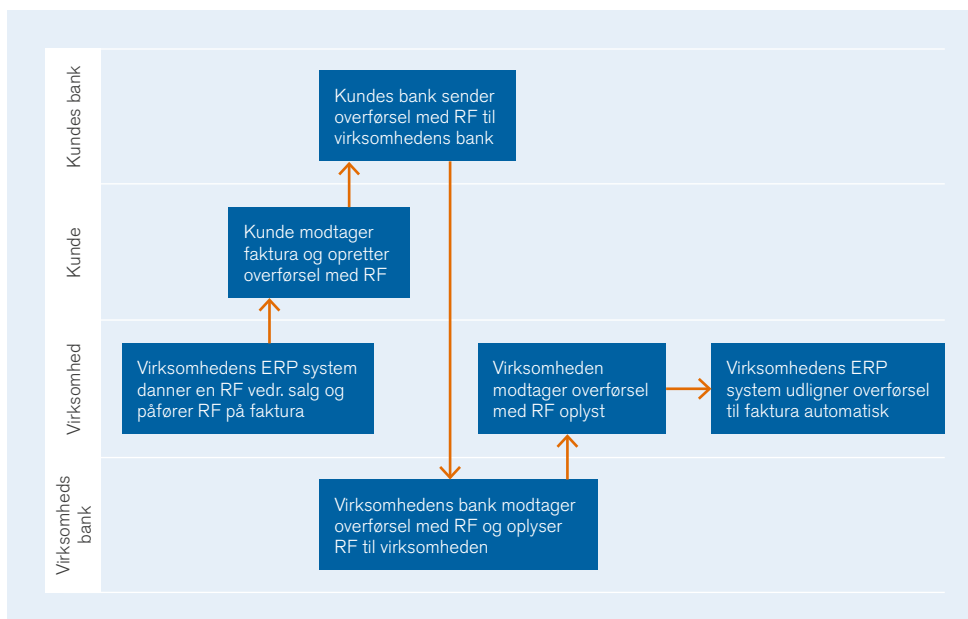 Kundes bank
Kundes bank sender
overførsel med RF til
virksomhedens bank
Kunde
Kunde modtager
faktura og opretter
overførsel med RF
Virksomhed
Virksomhedens ERP system
danner en RF vedr. salg og
påfører RF på faktura
Virksomheden
modtager overførsel
med RF oplyst
Virksomhedens ERP
system udligner overførsel
til faktura automatisk
Virksomheds
bank
Virksomhedens bank modtager
overførsel med RF og oplyser
RF til virksomheden